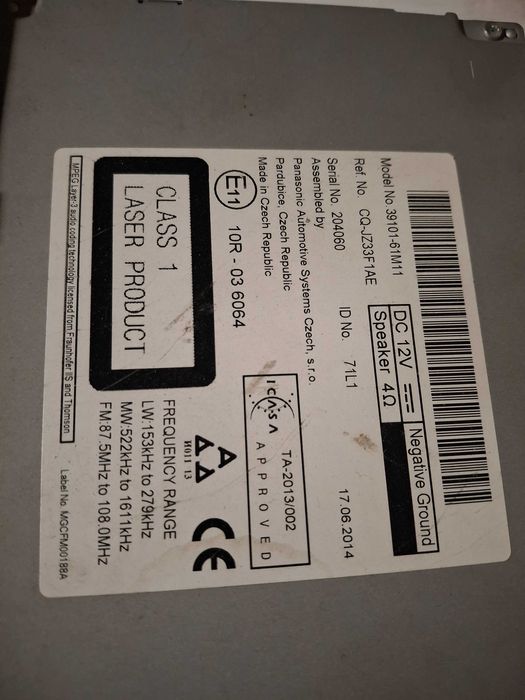 Model No. 39101-61M11
DC 12V
Negative Ground
Speaker 4Ω
Ref. No. CQ-JZ33F1AE
Serial No. 204060
ID No. 71L1
17.06.2014
Assembled by
Panasonic Automotive Systems Czech, s.r.o.
Pardubice, Czech Republic
Made in Czech Republic
E11
10R - 03 6064
ICASA
TA-2013/002
APPROVED
CLASS 1
LASER PRODUCT
A
И011 13
CE
FREQUENCY RANGE
LW:153kHz to 279kHz
MW:522kHz to 1611kHz
FM:87.5MHz to 108.0MHz
MPEG Layer-3 audio coding technology licensed from Fraunhofer IIS and Thomson
Label No. MGCFM00188A